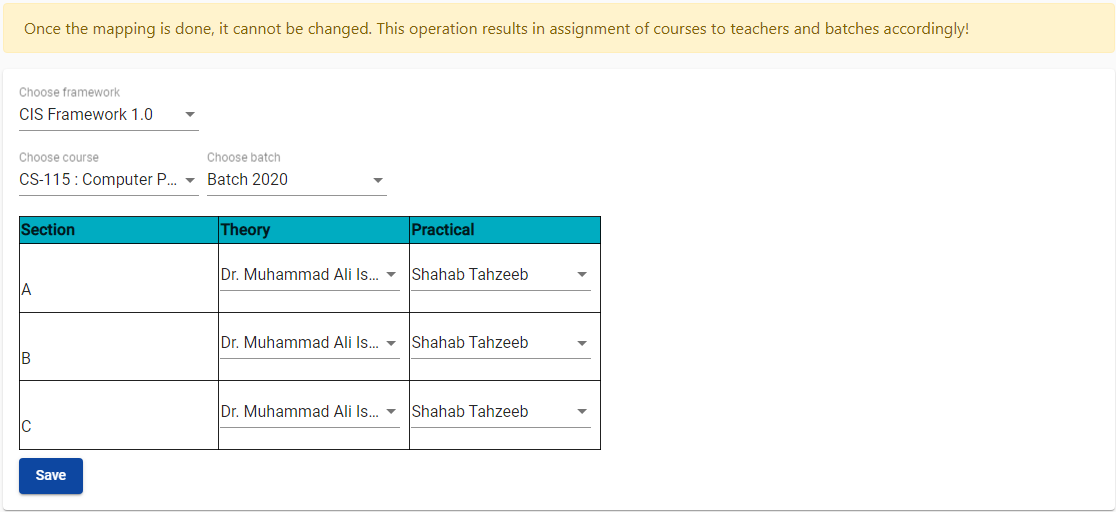 Once the mapping is done, it cannot be changed. This operation results in assignment of courses to teachers and batches accordingly!
Choose framework
CIS Framework 1.0
Choose course Choose batch
CS-115 : Computer P... Batch 2020
Section Theory Practical
A Dr. Muhammad Ali Is... Shahab Tahzeeb
B Dr. Muhammad Ali Is... Shahab Tahzeeb
C Dr. Muhammad Ali Is... Shahab Tahzeeb
Save